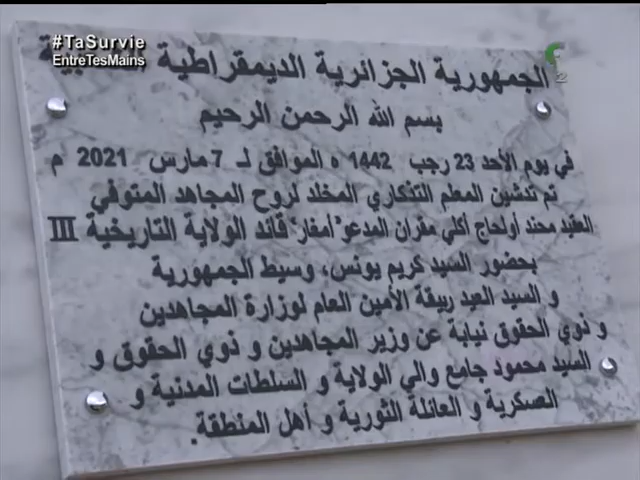 #TaSurvie
EntreTesMains
الجمهورية الجزائرية الديمقراطية
بسم الله الرحمن الرحيم
في يوم الأحد 23 رجب 1442 ه الموافق لـ 7 مارس 2021 م
تم تدشين المعلم التذكاري المخلد لروح المجاهد المتوفي
العقيد محند أولحاج أكلي مقران المدعو "أمغار" قائد الولاية التاريخية III
بحضور السيد كريم يونس، وسيط الجمهورية
و السيد العيد ربيقة الأمين العام لوزارة المجاهدين
و ذوي الحقوق نيابة عن وزير المجاهدين و ذوي الحقوق و
السيد محمود جامع والي الولاية و السلطات المدنية و
العسكرية و العائلة الثورية و أهل المنطقة.